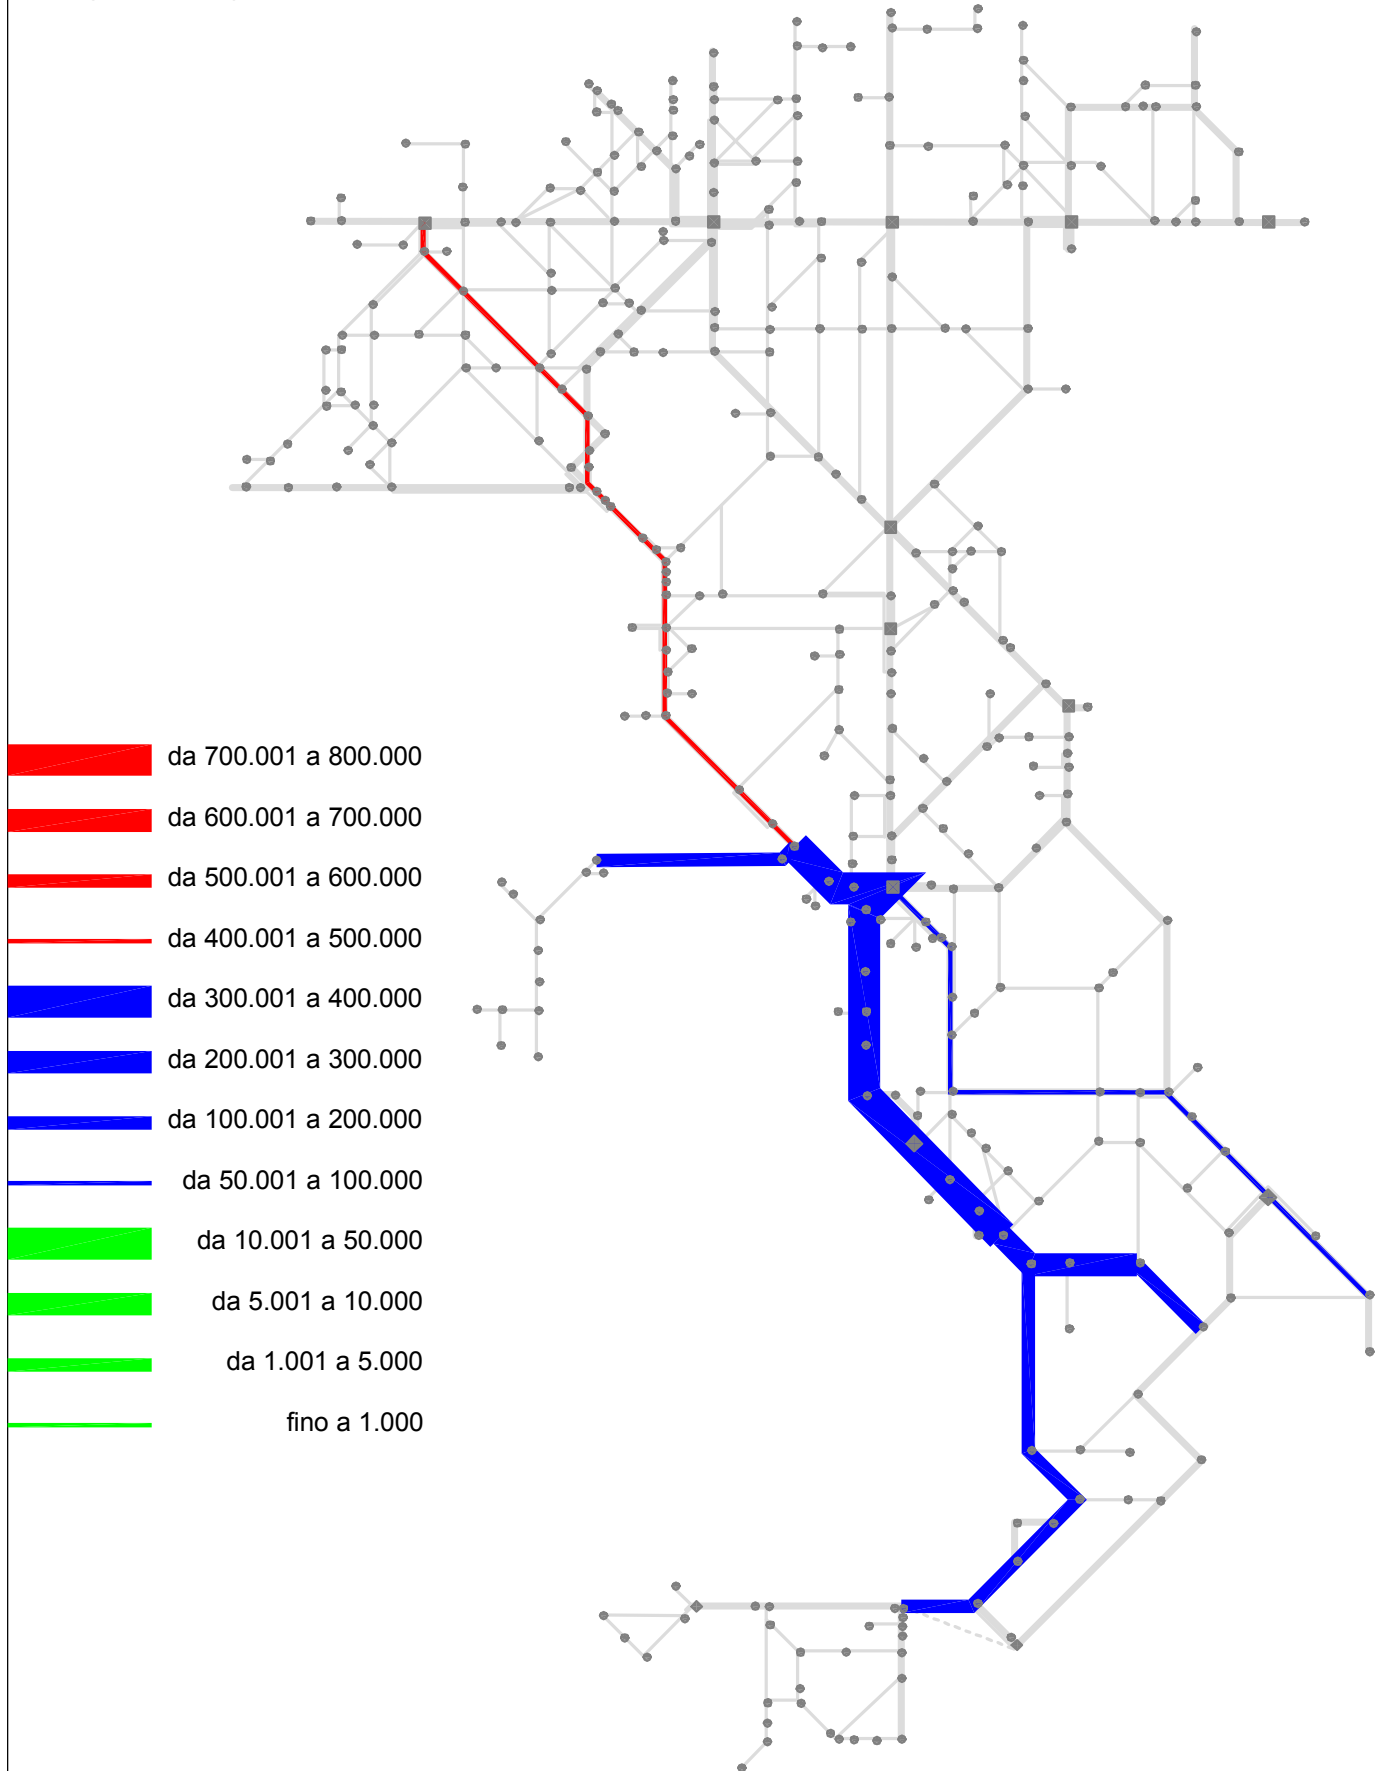 da 700.001 a 800.000
da 600.001 a 700.000
da 500.001 a 600.000
da 400.001 a 500.000
da 300.001 a 400.000
da 200.001 a 300.000
da 100.001 a 200.000
da 50.001 a 100.000
da 10.001 a 50.000
da 5.001 a 10.000
da 1.001 a 5.000
fino a 1.000